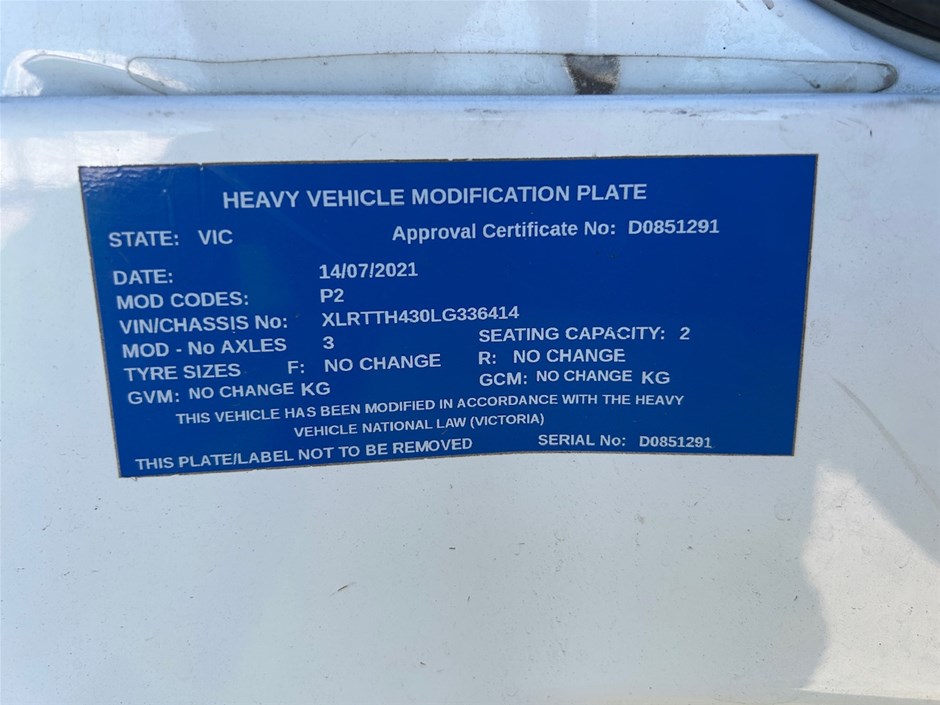 HEAVY VEHICLE MODIFICATION PLATE
STATE: VIC Approval Certificate No: D0851291
DATE: 14/07/2021
MOD CODES: P2
VIN/CHASSIS No: XLRTTH430LG336414
MOD - No AXLES 3 SEATING CAPACITY: 2
TYRE SIZES F: NO CHANGE R: NO CHANGE
GVM: NO CHANGE KG GCM: NO CHANGE KG
THIS VEHICLE HAS BEEN MODIFIED IN ACCORDANCE WITH THE HEAVY
VEHICLE NATIONAL LAW (VICTORIA)
THIS PLATE/LABEL NOT TO BE REMOVED SERIAL No: D0851291